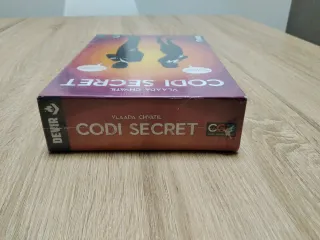 CODI SECRET
VLAADA CHVÁTIL
DEVIR
VLAADA CHVÁTIL
CODI SECRET